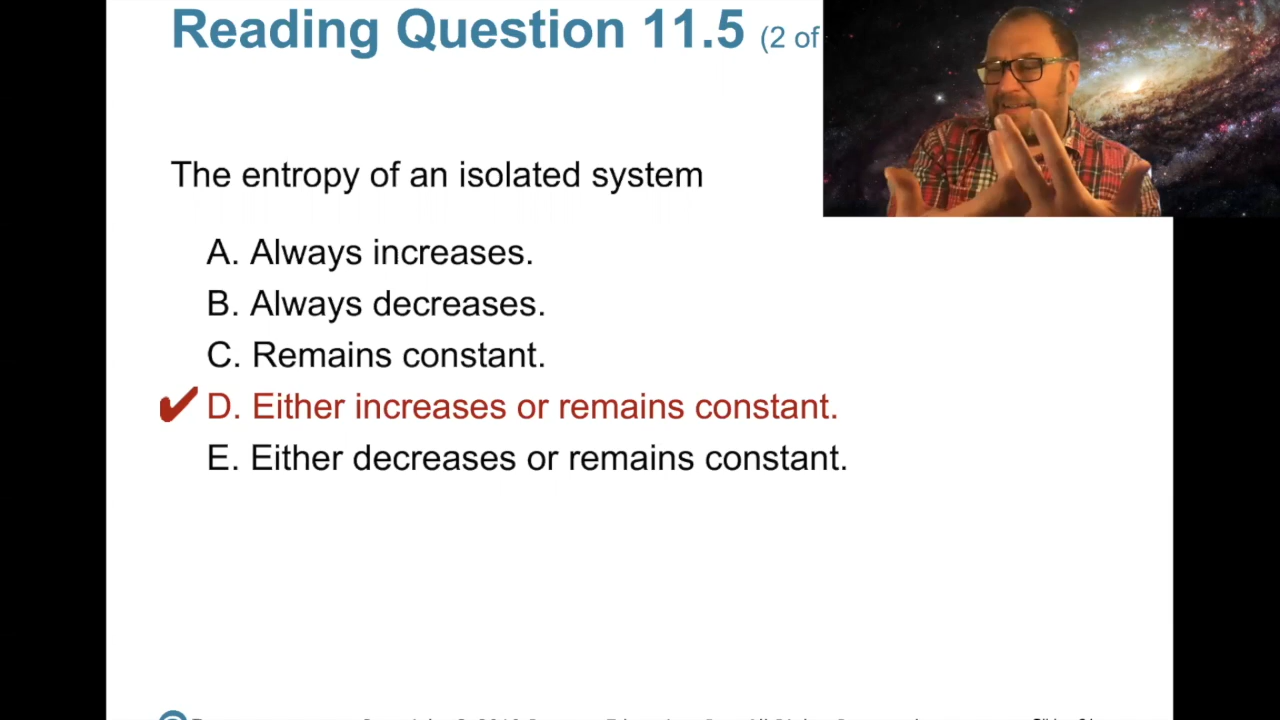 Reading Question 11.5 (2 of
The entropy of an isolated system
A. Always increases.
B. Always decreases.
C. Remains constant.
D. Either increases or remains constant.
E. Either decreases or remains constant.